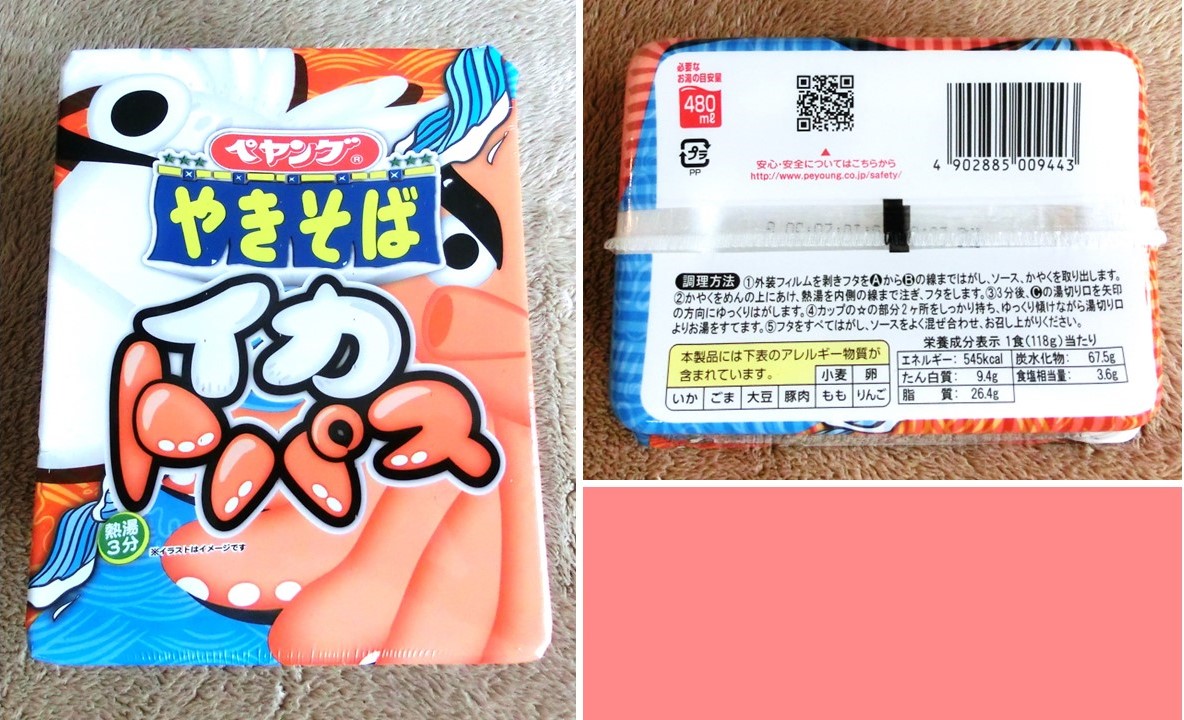 ペヤング®
やきそば
イカ
トパス
熱湯
3分
※イラストはイメージです
必要な
お湯の目安量
480
mℓ
プラ
PP
安心・安全についてはこちらから
http://www.peyoung.co.jp/safety/
4 902885 009443
調理方法 ①外装フィルムを剥きフタをAからBの線まではがし、ソース、かやくを取り出します。
②かやくをめんの上にあけ、熱湯を内側の線まで注ぎ、フタをします。③3分後、Cの湯切り口を矢印
の方向にゆっくりはがします。④カップの☆の部分2ヶ所をしっかり持ち、ゆっくり傾けながら湯切り口
よりお湯をすてます。⑤フタをすべてはがし、ソースをよく混ぜ合わせ、お召し上がりください。
本製品には下表のアレルギー物質が
含まれています。
小麦 卵
いか ごま 大豆 豚肉 もも りんご
栄養成分表示 1食(118g)当たり
エネルギー: 545kcal 炭水化物: 67.5g
たん白質: 9.4g 食塩相当量: 3.6g
脂質: 26.4g